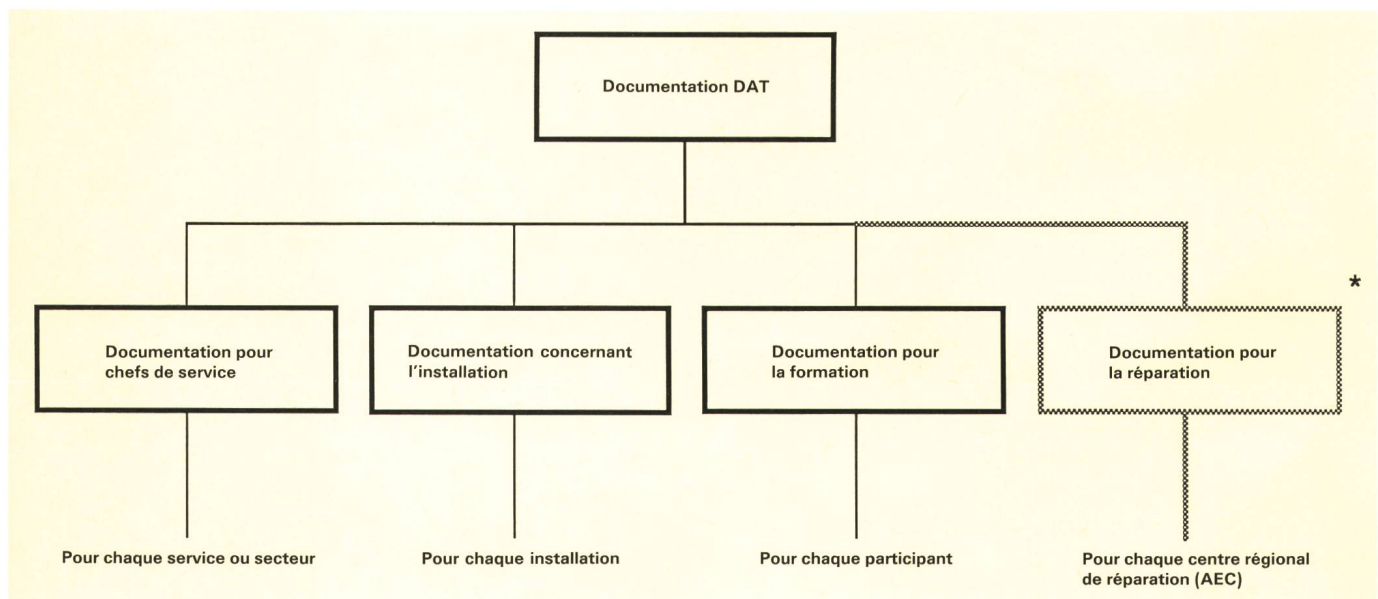 Documentation DAT
*
Documentation pour
chefs de service
Documentation concernant
l'installation
Documentation pour
la formation
Documentation pour
la réparation
Pour chaque service ou secteur
Pour chaque installation
Pour chaque participant
Pour chaque centre régional
de réparation (AEC)